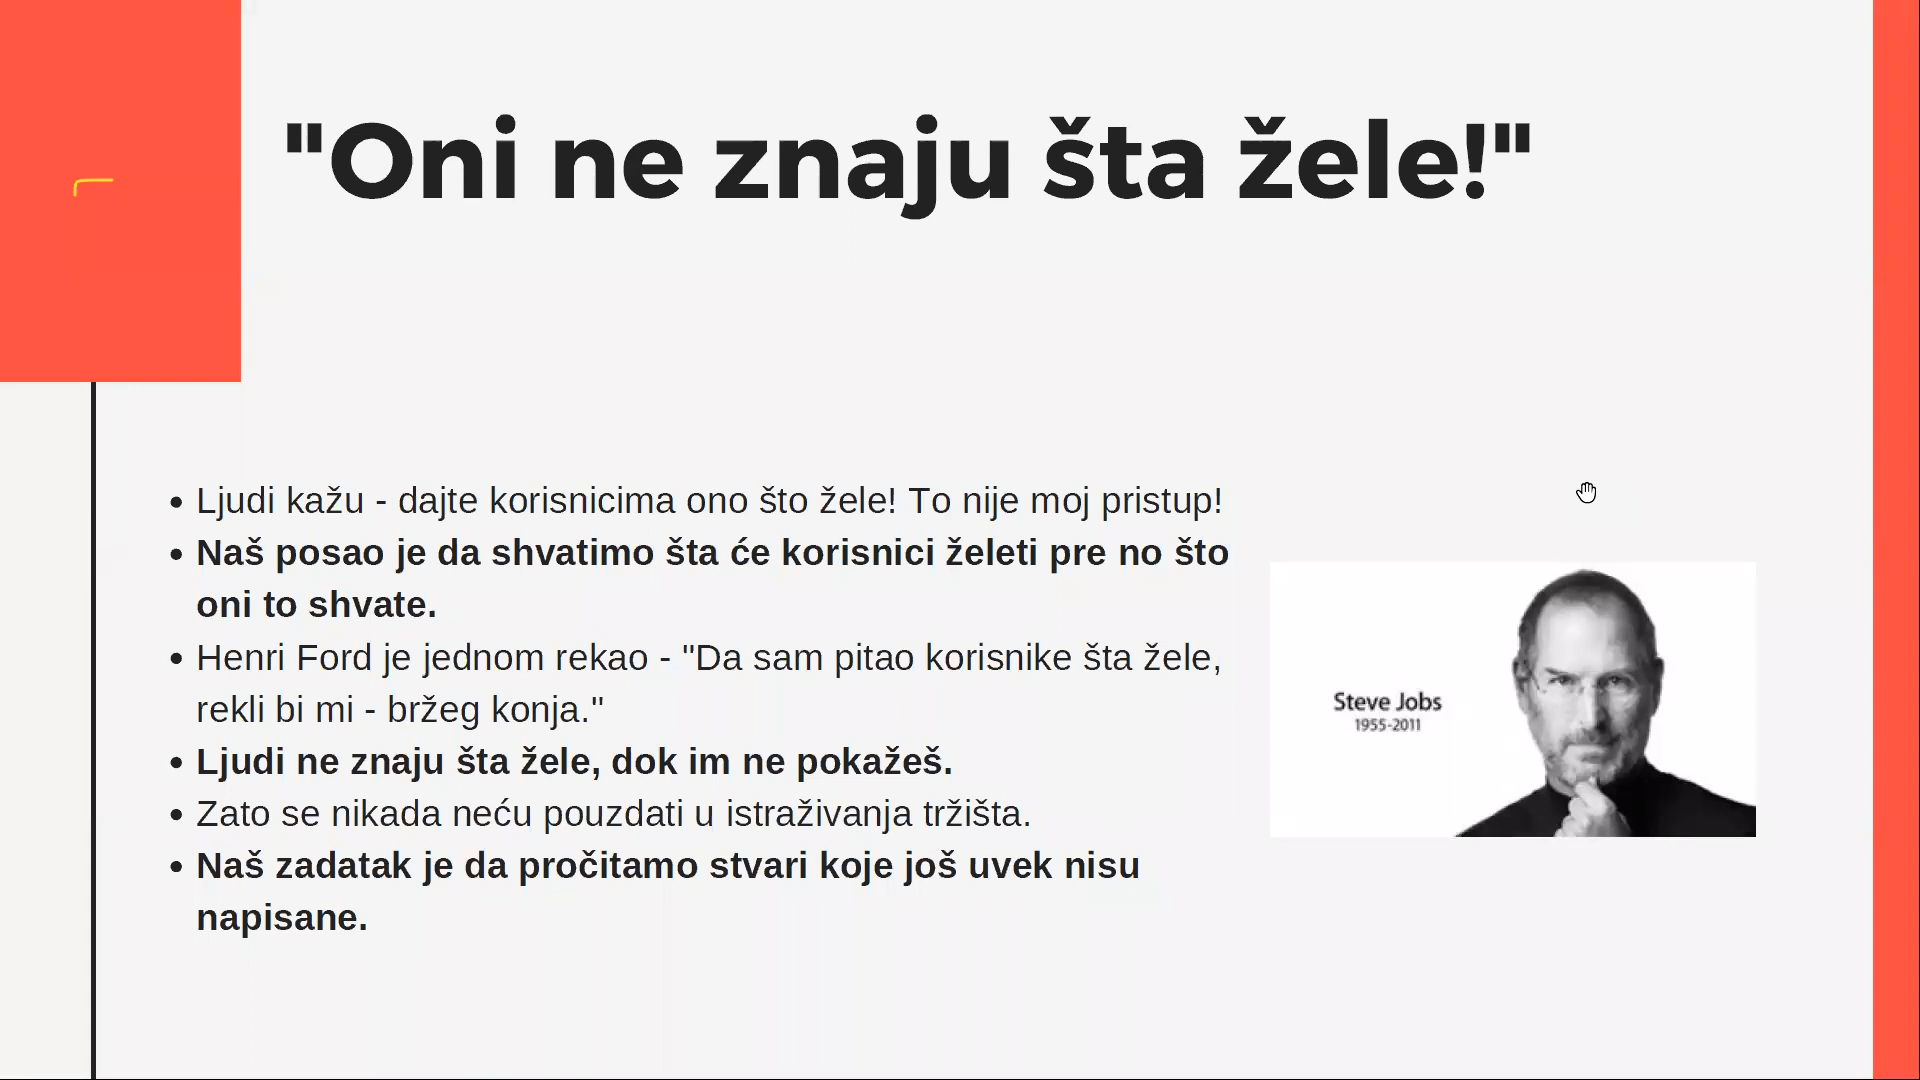 "Oni ne znaju šta žele!"
• Ljudi kažu - dajte korisnicima ono što žele! To nije moj pristup!
• Naš posao je da shvatimo šta će korisnici želeti pre no što
oni to shvate.
• Henri Ford je jednom rekao - "Da sam pitao korisnike šta žele,
rekli bi mi - bržeg konja."
• Ljudi ne znaju šta žele, dok im ne pokažeš.
• Zato se nikada neću pouzdati u istraživanja tržišta.
• Naš zadatak je da pročitamo stvari koje još uvek nisu
napisane.
Steve Jobs
1955-2011